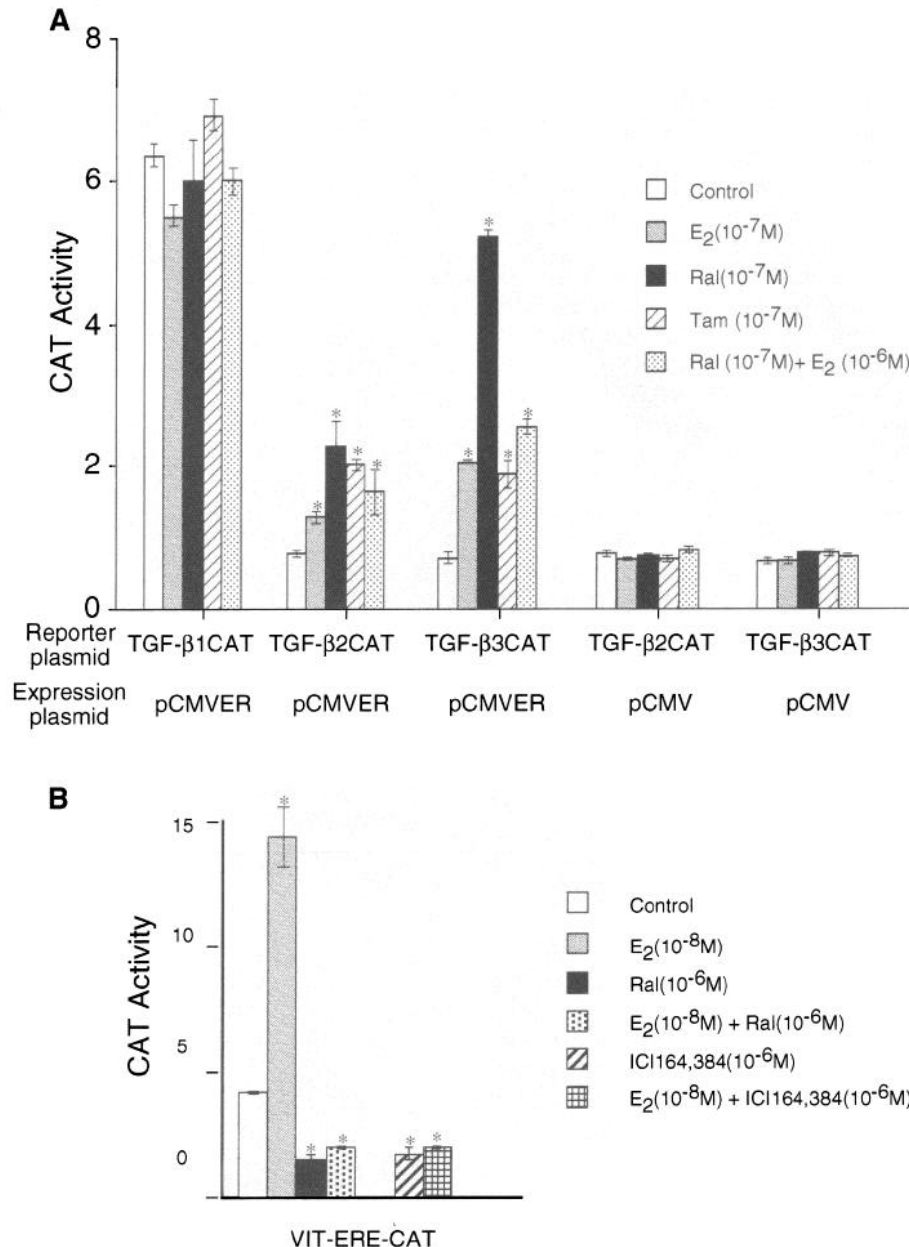 A
8
6
4
2
0
CAT Activity
Control
E₂(10⁻⁷M)
Ral(10⁻⁷M)
Tam (10⁻⁷M)
Ral (10⁻⁷M)+ E₂ (10⁻⁶M)
* * * *
* * * *
Reporter plasmid TGF-β1CAT TGF-β2CAT TGF-β3CAT TGF-β2CAT TGF-β3CAT
Expression plasmid pCMVER pCMVER pCMVER pCMV pCMV
B
15
10
5
0
CAT Activity
* * * * *
Control
E₂(10⁻⁸M)
Ral(10⁻⁶M)
E₂(10⁻⁸M) + Ral(10⁻⁶M)
ICI164,384(10⁻⁶M)
E₂(10⁻⁸M) + ICI164,384(10⁻⁶M)
VIT-ERE-CAT